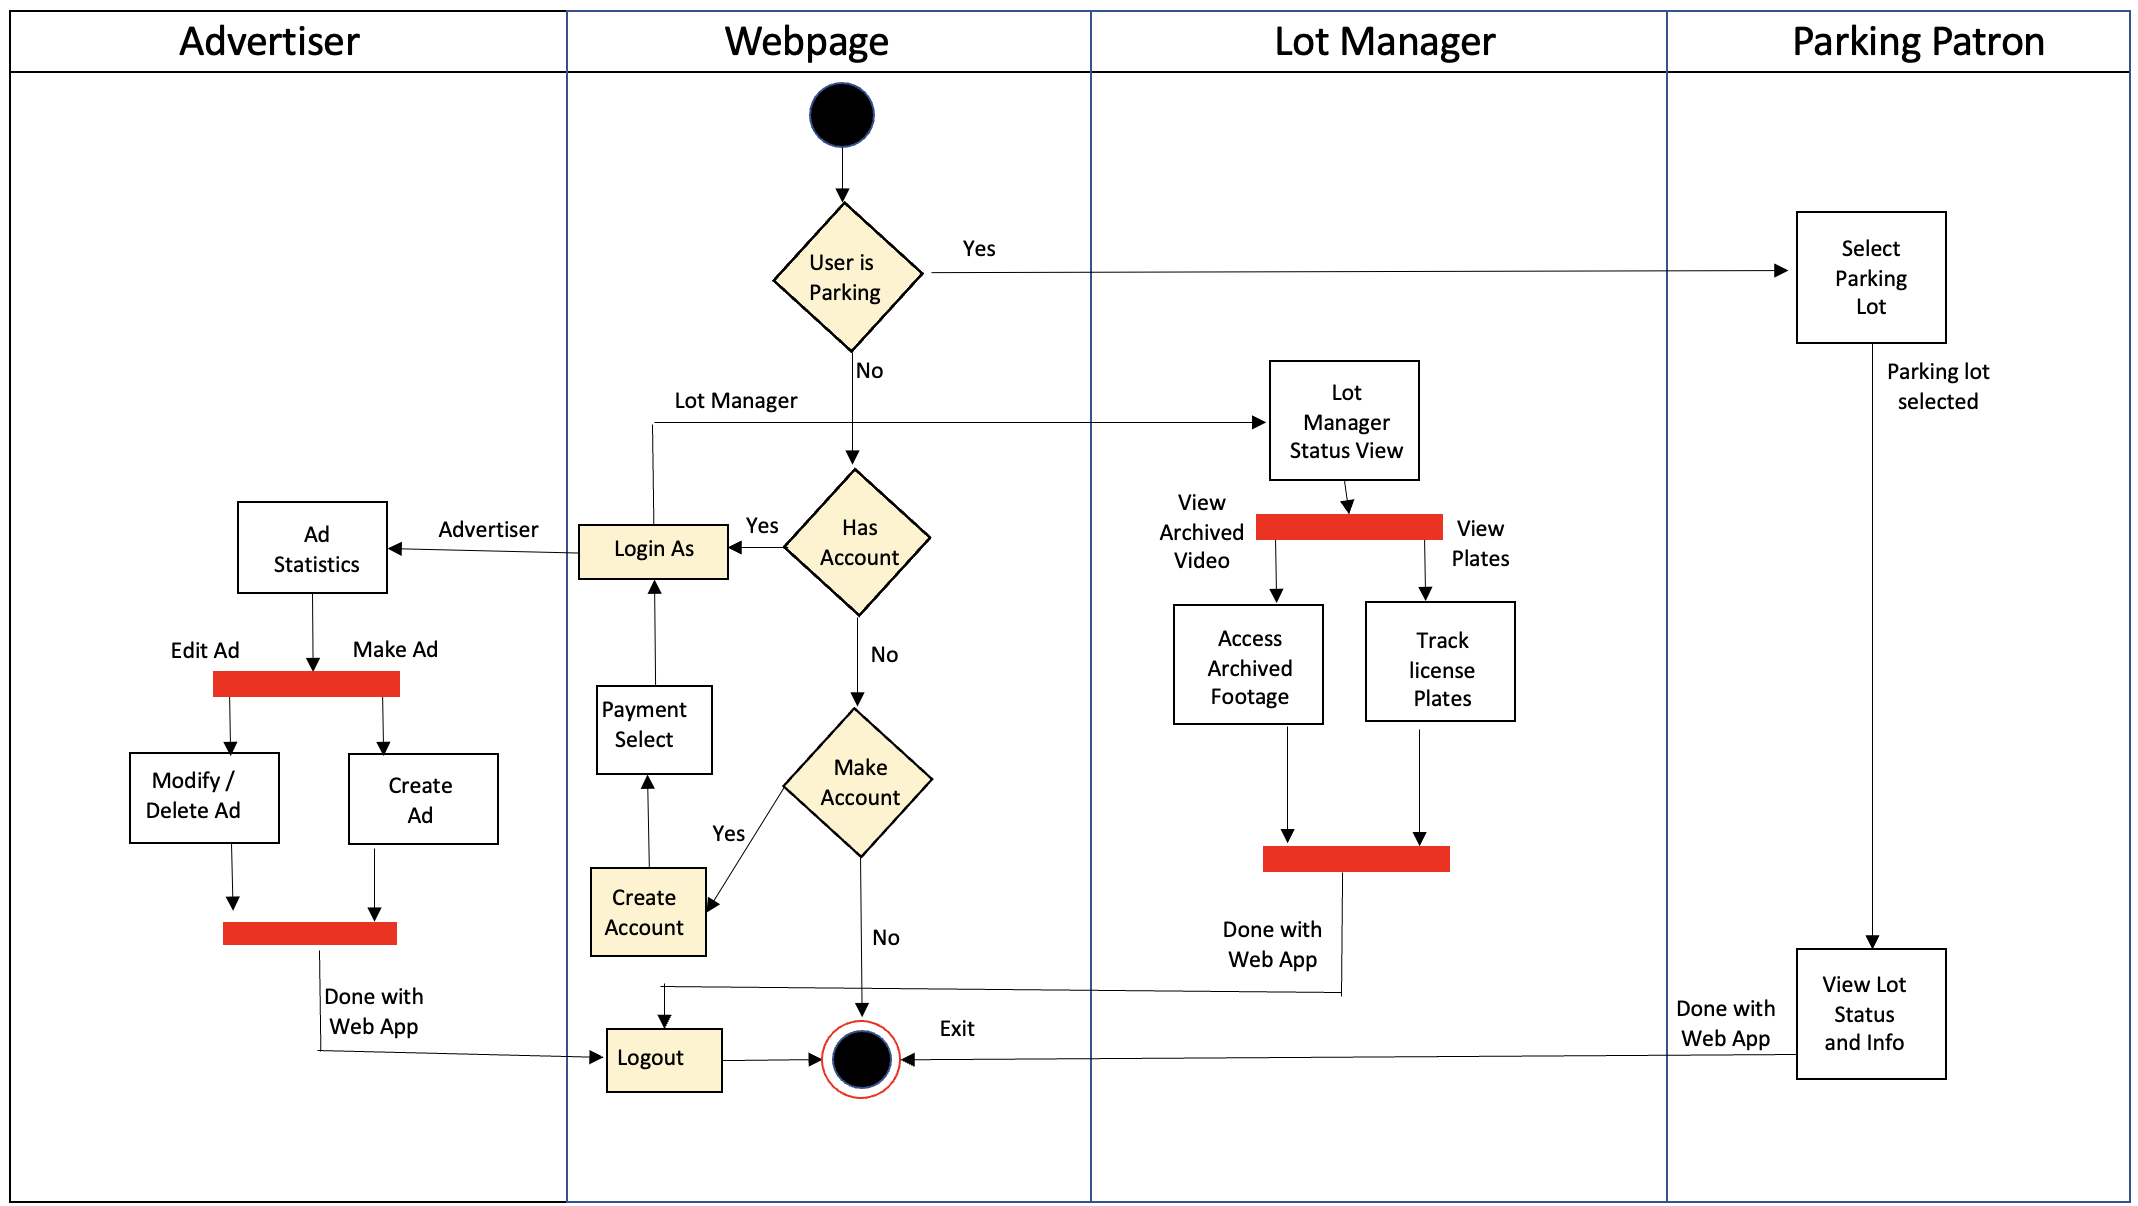 Advertiser
Webpage
Lot Manager
Parking Patron
User is
Parking
Yes
Select
Parking
Lot
No
Parking lot
selected
Lot Manager
Lot
Manager
Status View
Ad
Statistics
Advertiser
Login As
Yes
Has
Account
View
Archived
Video
View
Plates
Edit Ad
Make Ad
No
Access
Archived
Footage
Track
license
Plates
Payment
Select
Modify /
Delete Ad
Create
Ad
Make
Account
Yes
Create
Account
No
Done with
Web App
Done with
Web App
Logout
Exit
Done with
Web App
View Lot
Status
and Info